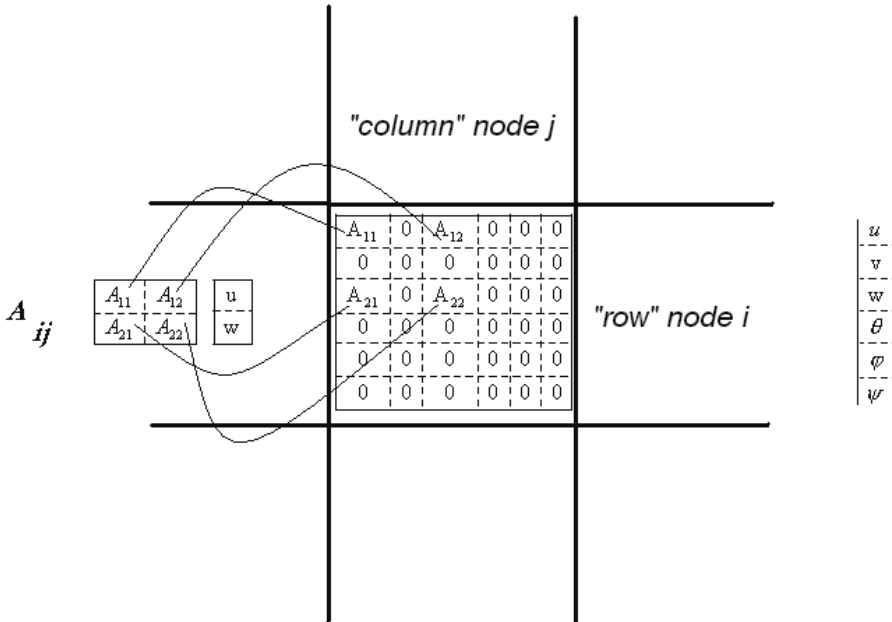 "column" node j
A₁₁ 0 A₁₂ 0 0 0
0 0 0 0 0 0
A₂₁ 0 A₂₂ 0 0 0
0 0 0 0 0 0
0 0 0 0 0 0
0 0 0 0 0 0
A ij
A₁₁ A₁₂ u
A₂₁ A₂₂ w
"row" node i
u
v
w
θ
φ
ψ